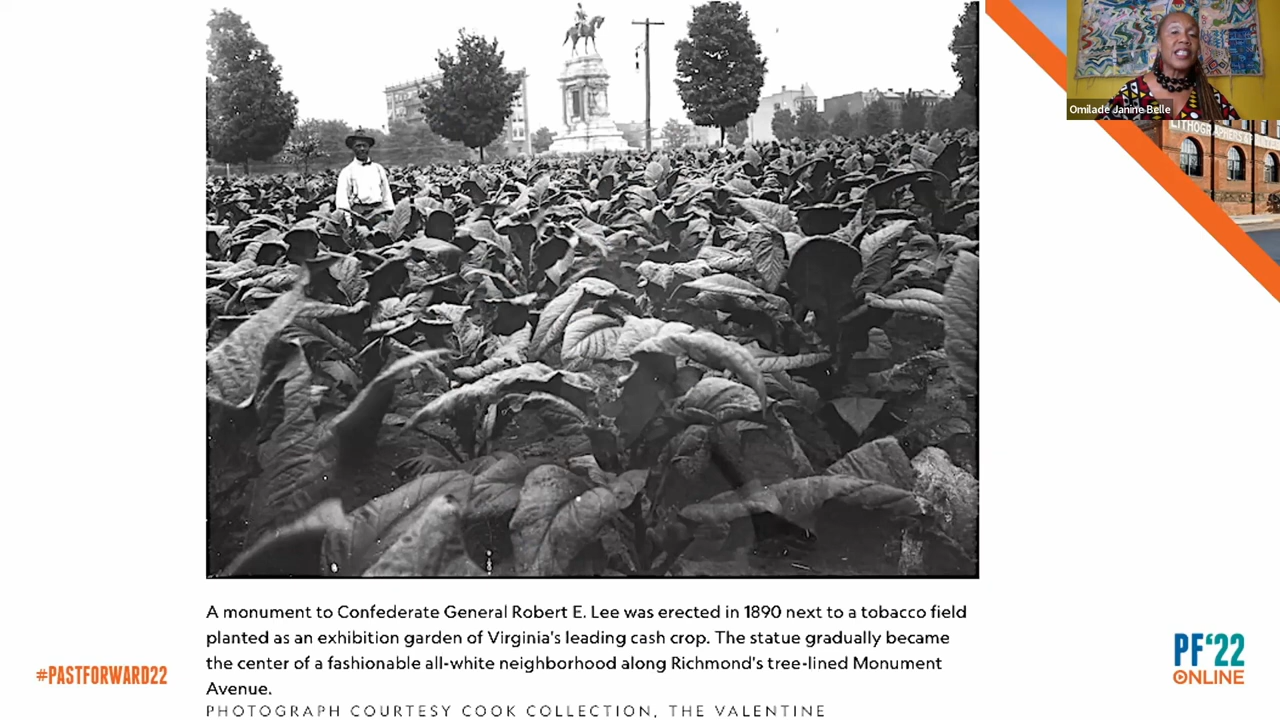 Omilade Janine Belle
LITHOGRAPHERS
A monument to Confederate General Robert E. Lee was erected in 1890 next to a tobacco field
planted as an exhibition garden of Virginia's leading cash crop. The statue gradually became
the center of a fashionable all-white neighborhood along Richmond's tree-lined Monument
Avenue.
PHOTOGRAPH COURTESY COOK COLLECTION, THE VALENTINE
#PASTFORWARD22
PF‘22
ONLINE